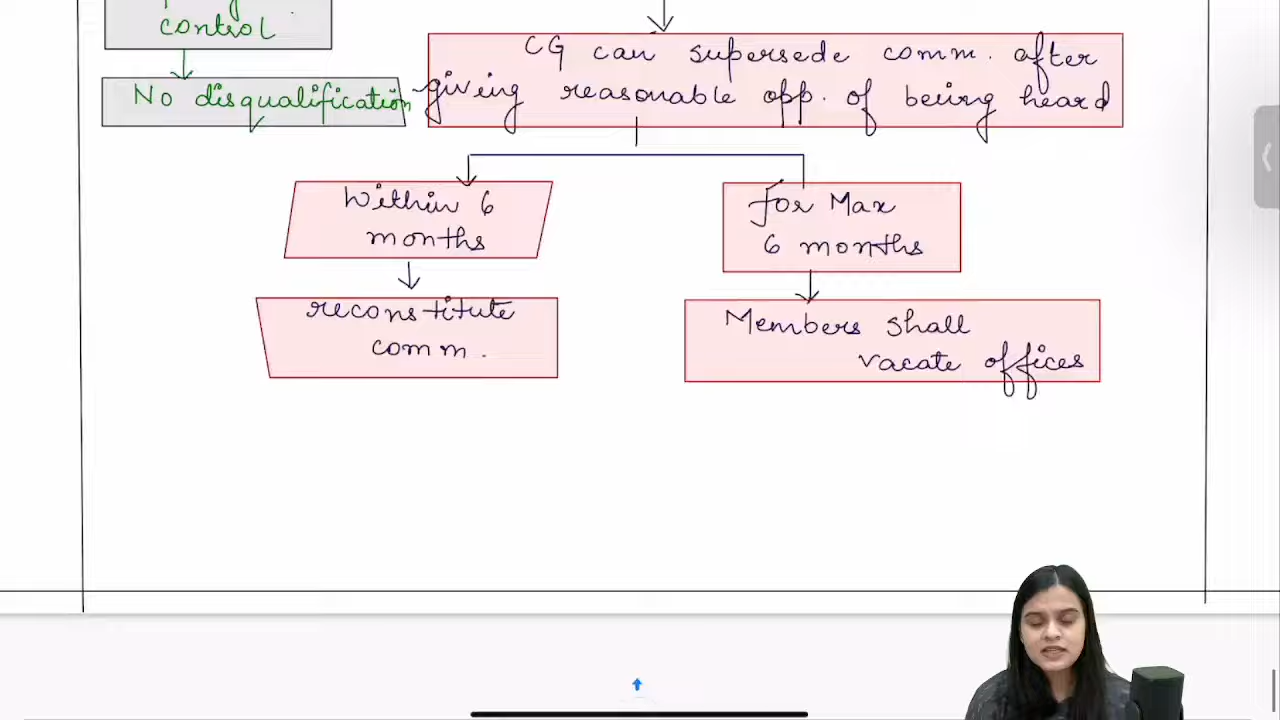 control
No disqualification
CG can supersede comm. after
giving reasonable opp. of being heard
Within 6
months
for Max
6 months
reconstitute
comm.
Members shall
vacate offices